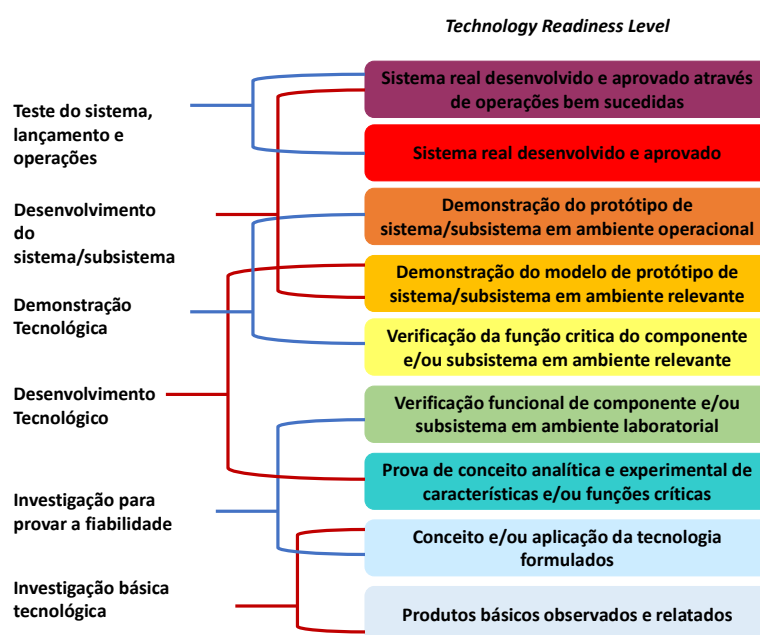 Technology Readiness Level
Teste do sistema,
lançamento e
operações
Desenvolvimento
do
sistema/subsistema
Demonstração
Tecnológica
Desenvolvimento
Tecnológico
Investigação para
provar a fiabilidade
Investigação básica
tecnológica
Sistema real desenvolvido e aprovado através
de operações bem sucedidas
Sistema real desenvolvido e aprovado
Demonstração do protótipo de
sistema/subsistema em ambiente operacional
Demonstração do modelo de protótipo de
sistema/subsistema em ambiente relevante
Verificação da função critica do componente
e/ou subsistema em ambiente relevante
Verificação funcional de componente e/ou
subsistema em ambiente laboratorial
Prova de conceito analítica e experimental de
características e/ou funções críticas
Conceito e/ou aplicação da tecnologia
formulados
Produtos básicos observados e relatados